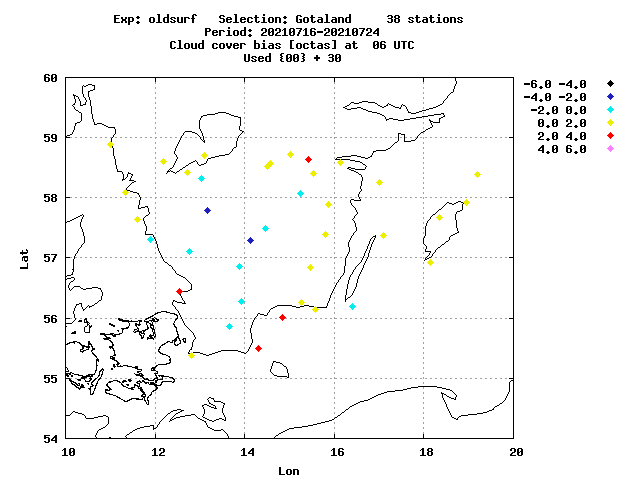 Exp: oldsurf   Selection: Gotaland     38 stations
Period: 20210716-20210724
Cloud cover bias [octas] at  06 UTC
Used {00} + 30
-6.0 -4.0
-4.0 -2.0
-2.0 0.0
0.0 2.0
2.0 4.0
4.0 6.0
60
59
58
57
56
55
54
Lat
10 12 14 16 18 20
Lon